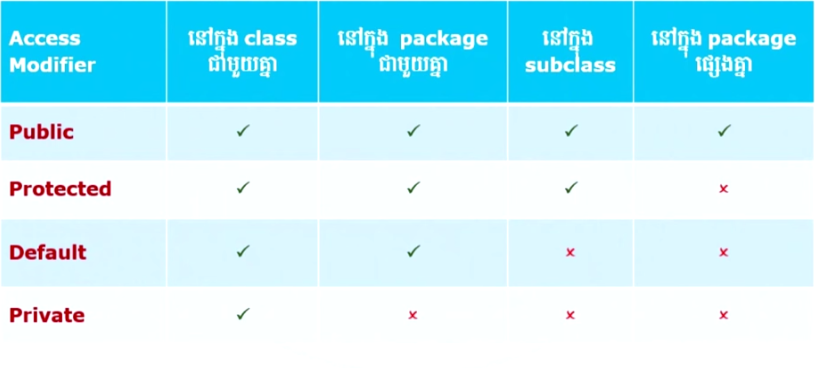 Access Modifier
នៅក្នុង class ជាមួយគ្នា
នៅក្នុង package ជាមួយគ្នា
នៅក្នុង subclass
នៅក្នុង package ផ្សេងគ្នា
Public ✓ ✓ ✓ ✓
Protected ✓ ✓ ✓ ✗
Default ✓ ✓ ✗ ✗
Private ✓ ✗ ✗ ✗